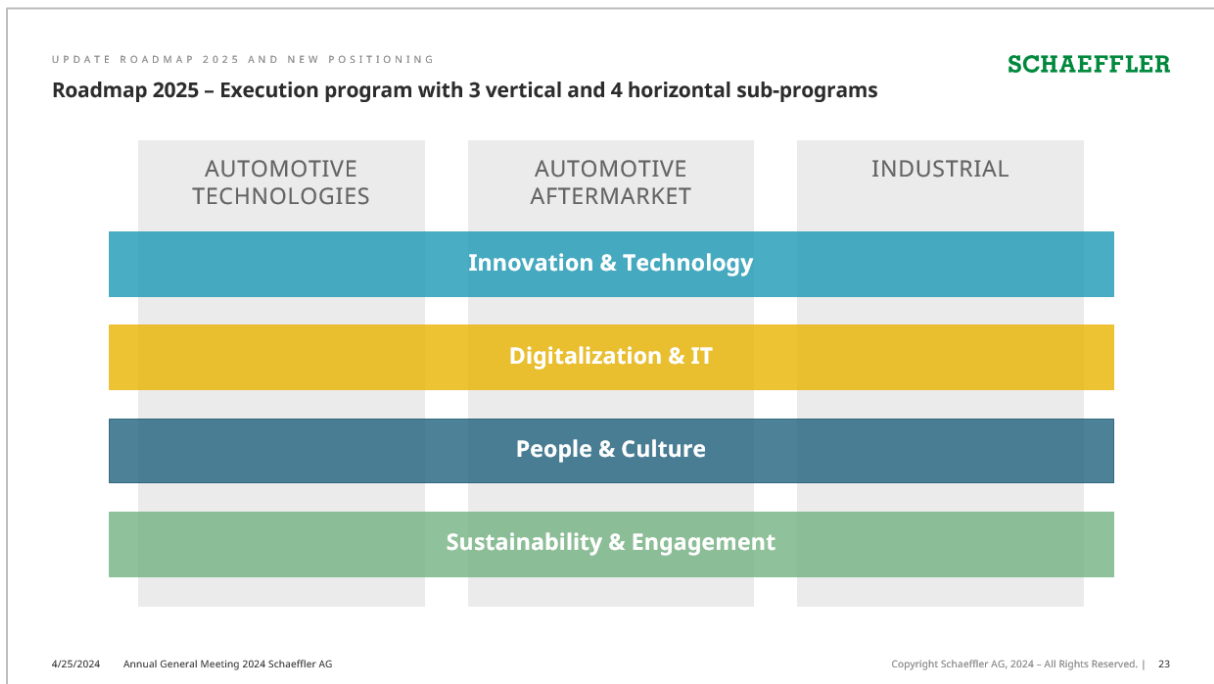 UPDATE ROADMAP 2025 AND NEW POSITIONING
SCHAEFFLER
Roadmap 2025 – Execution program with 3 vertical and 4 horizontal sub-programs
AUTOMOTIVE
TECHNOLOGIES
AUTOMOTIVE
AFTERMARKET
INDUSTRIAL
Innovation & Technology
Digitalization & IT
People & Culture
Sustainability & Engagement
4/25/2024 Annual General Meeting 2024 Schaeffler AG
Copyright Schaeffler AG, 2024 – All Rights Reserved. | 23